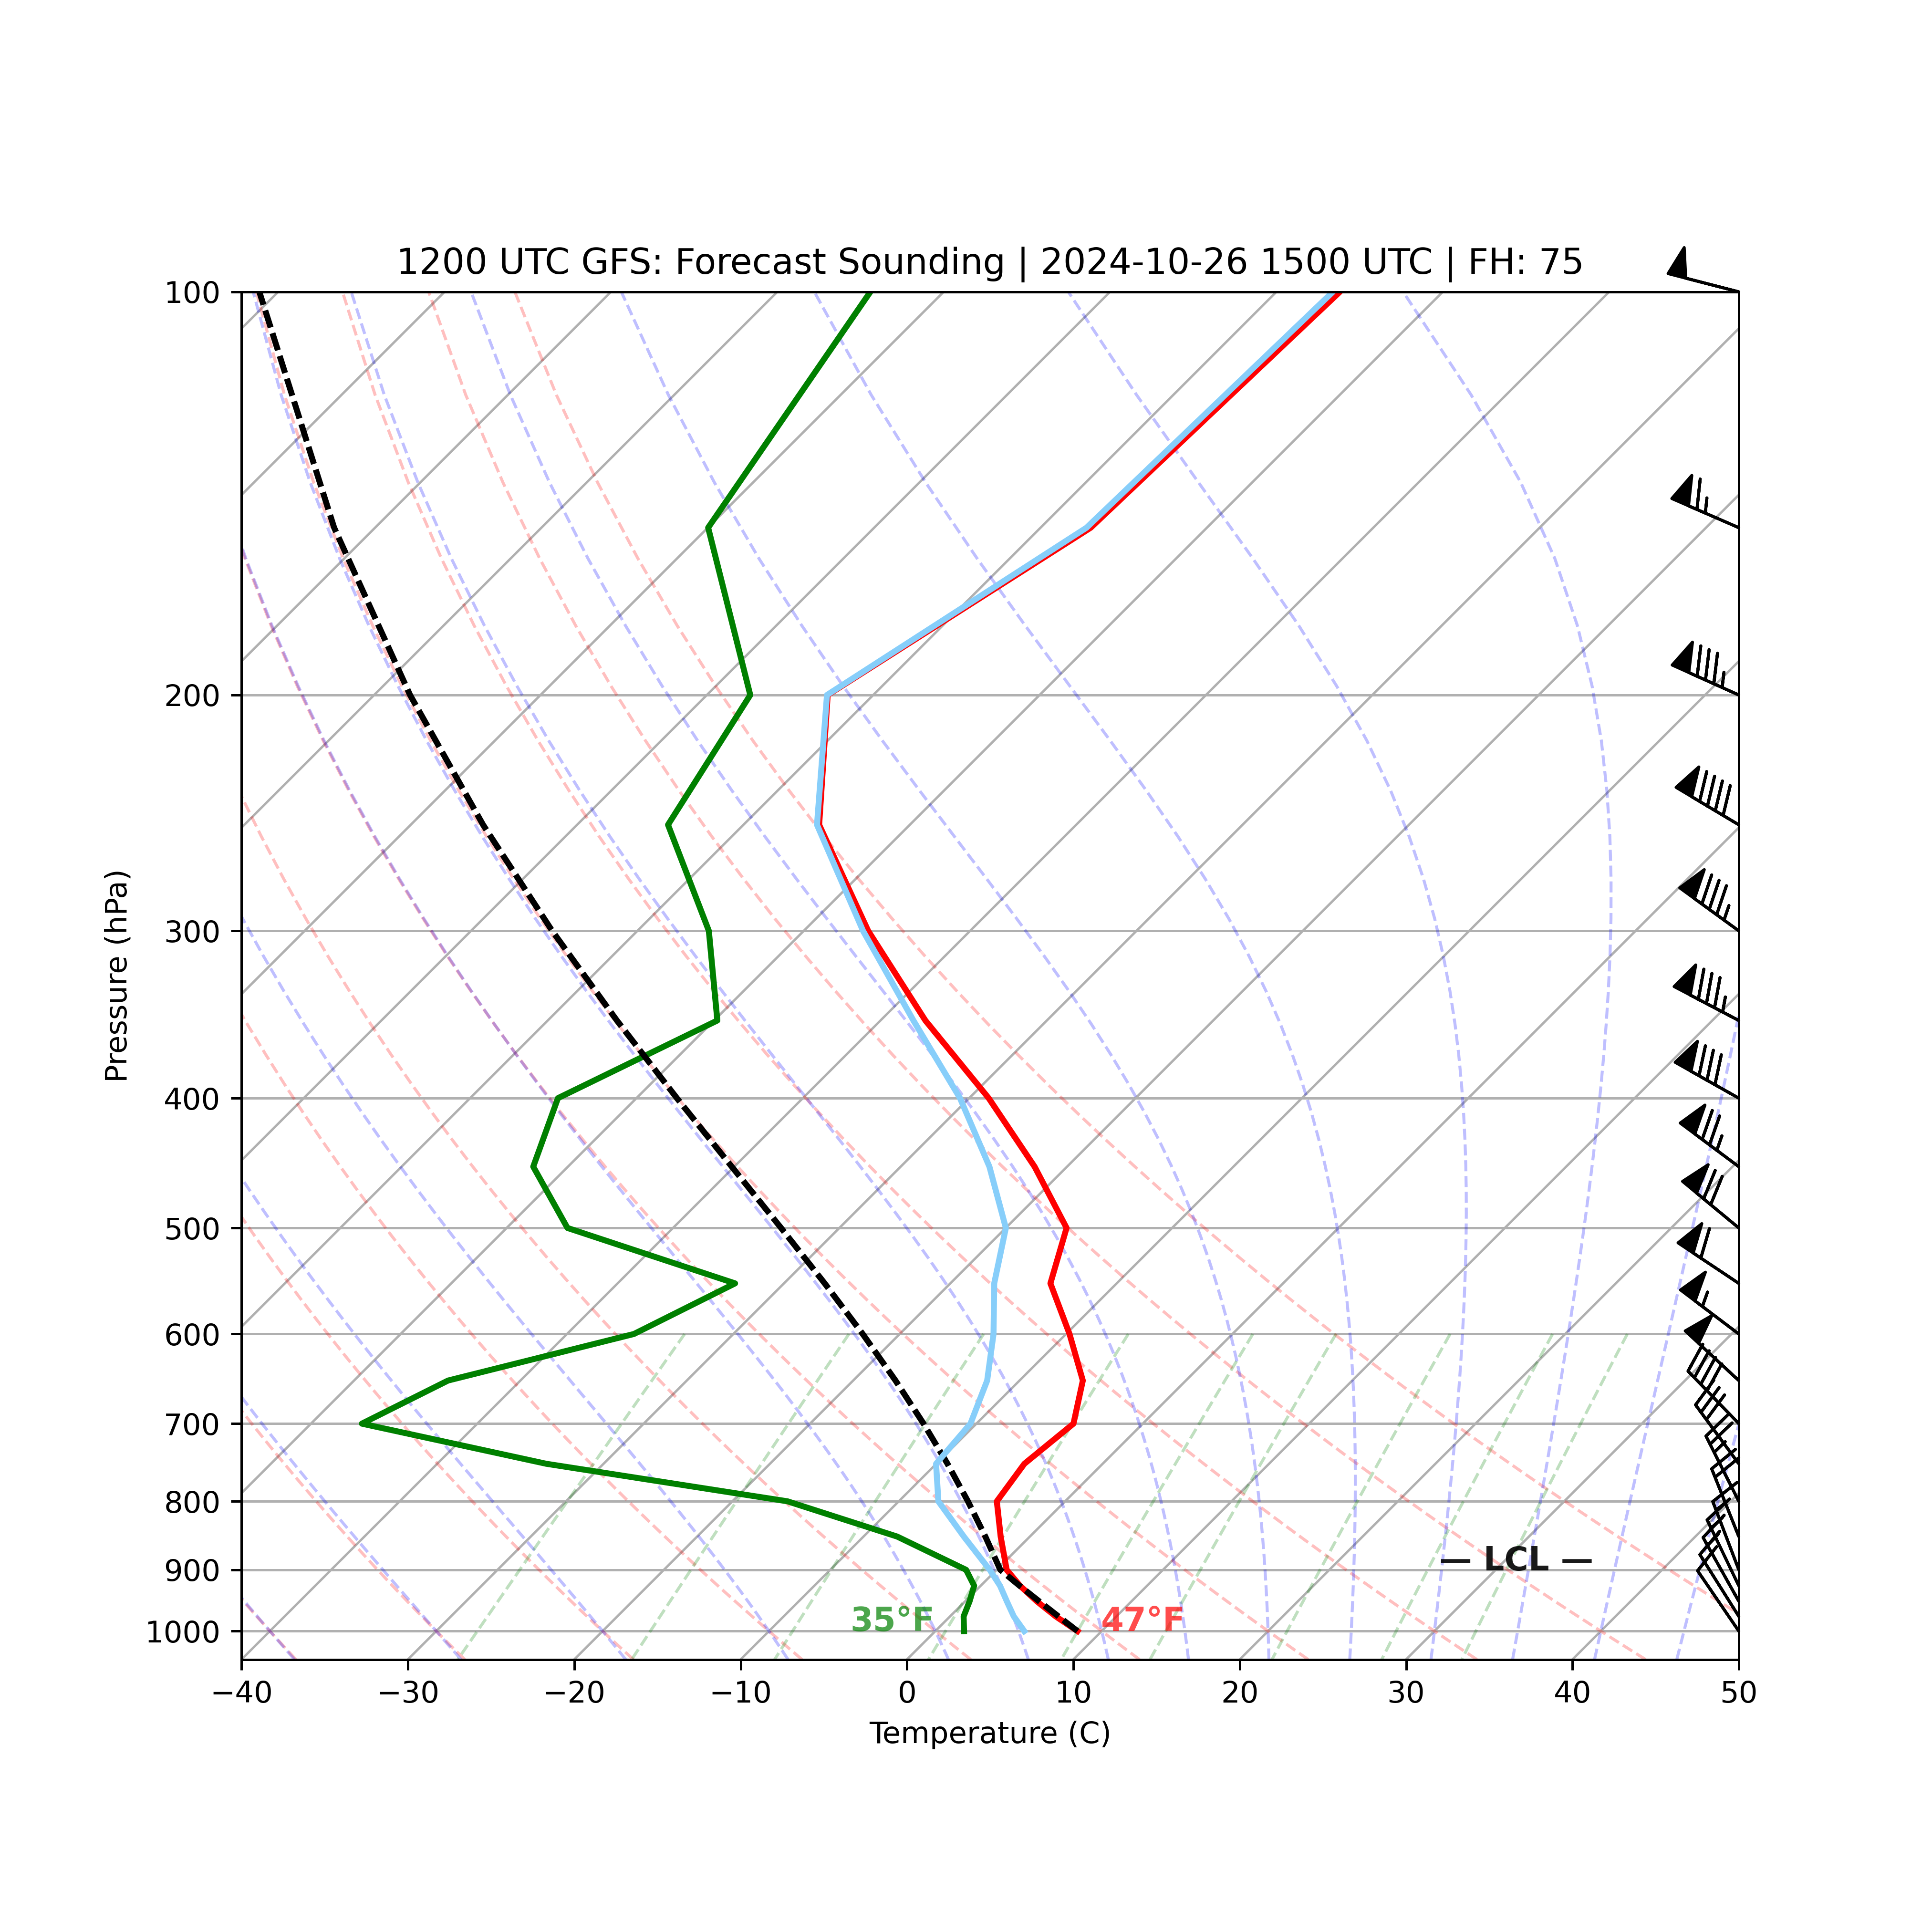 1200 UTC GFS: Forecast Sounding | 2024-10-26 1500 UTC | FH: 75
100
200
300
400
500
600
700
800
900
1000
Pressure (hPa)
— LCL —
35°F
47°F
−40 −30 −20 −10 0 10 20 30 40 50
Temperature (C)